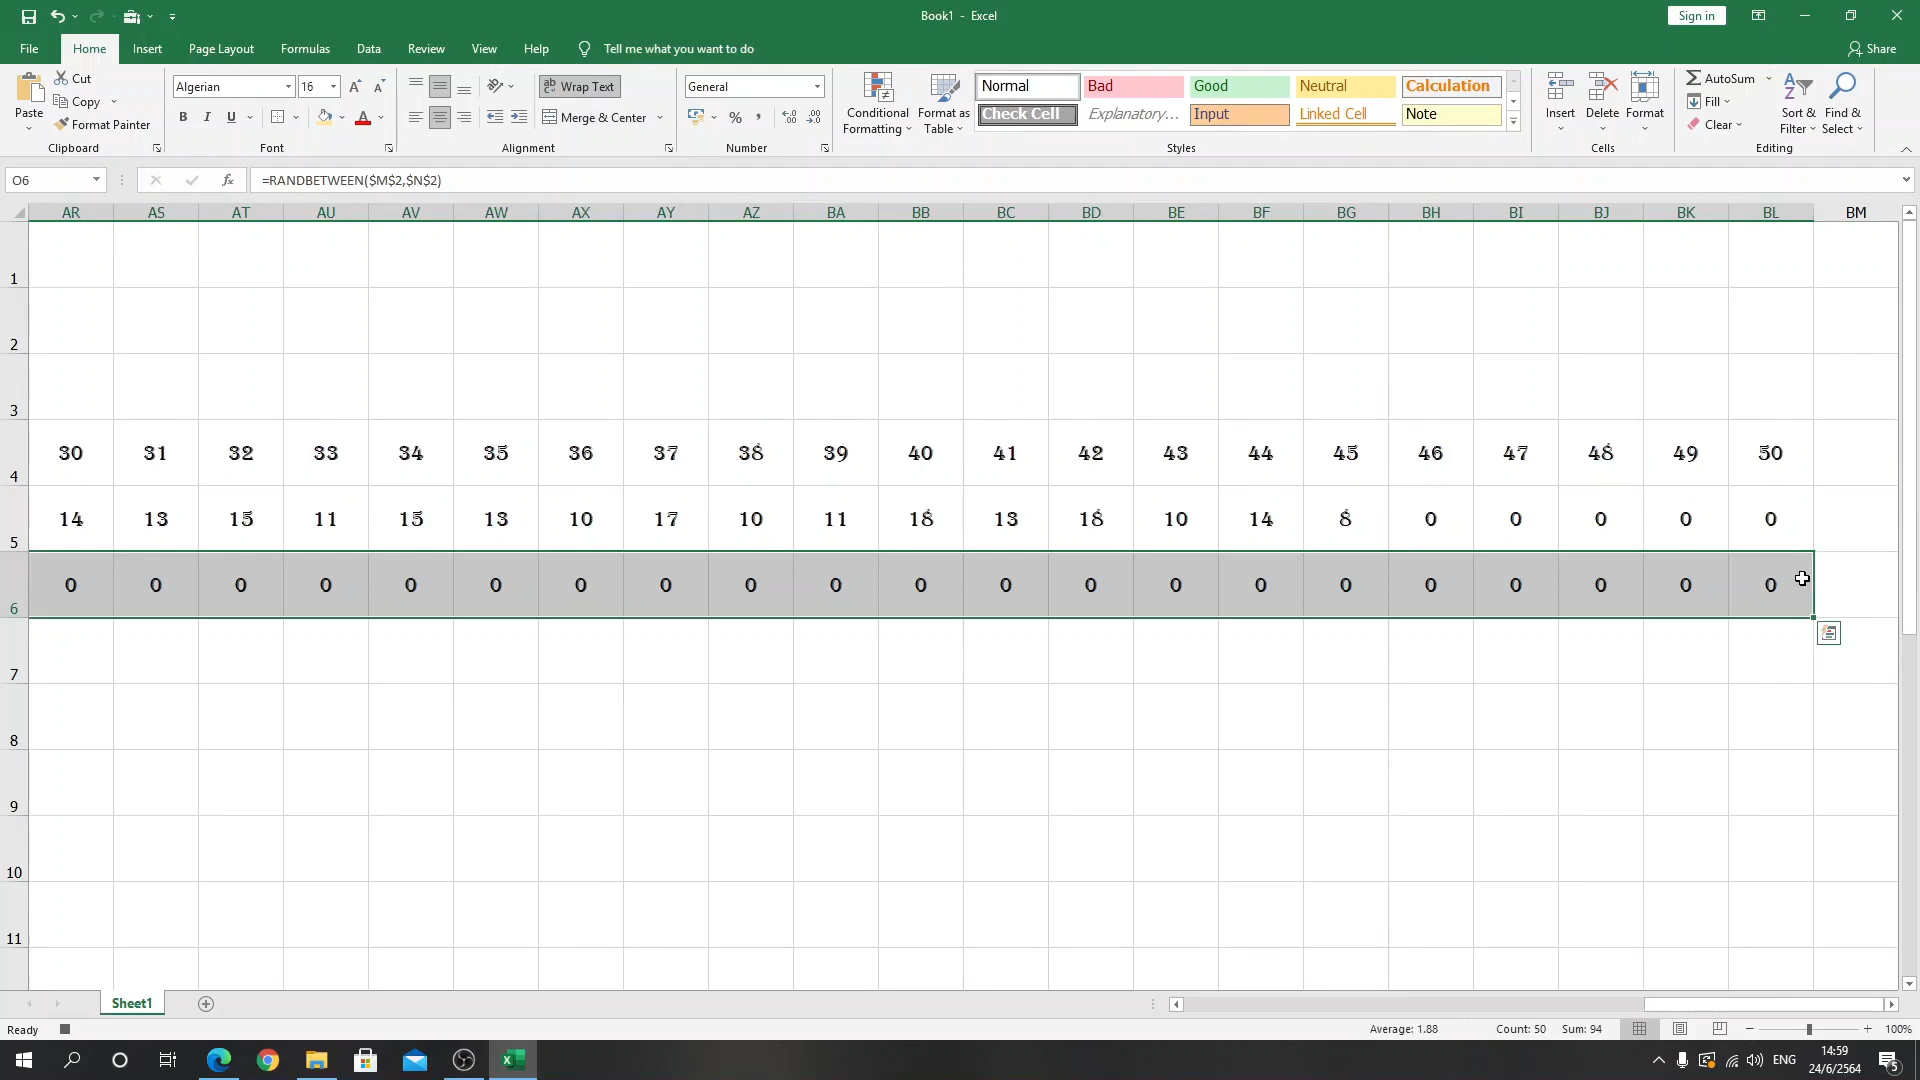 Book1 - Excel
Sign in
File Home Insert Page Layout Formulas Data Review View Help Tell me what you want to do Share
Paste
Cut
Copy
Format Painter
Clipboard
Algerian 16
B I U
Font
Wrap Text
Merge & Center
Alignment
General
Number
Conditional Formatting
Format as Table
Normal Bad Good Neutral Calculation
Check Cell Explanatory... Input Linked Cell Note
Styles
Insert Delete Format
Cells
AutoSum
Fill
Clear
Sort & Filter
Find & Select
Editing
O6 fx =RANDBETWEEN($M$2,$N$2)
AR AS AT AU AV AW AX AY AZ BA BB BC BD BE BF BG BH BI BJ BK BL BM
1
2
3
4 30 31 32 33 34 35 36 37 38 39 40 41 42 43 44 45 46 47 48 49 50
5 14 13 15 11 15 13 10 17 10 11 18 13 18 10 14 8 0 0 0 0 0
6 0 0 0 0 0 0 0 0 0 0 0 0 0 0 0 0 0 0 0 0 0
7
8
9
10
11
Sheet1
Ready Average: 1.88 Count: 50 Sum: 94 100%
ENG 14:59
24/6/2564
5